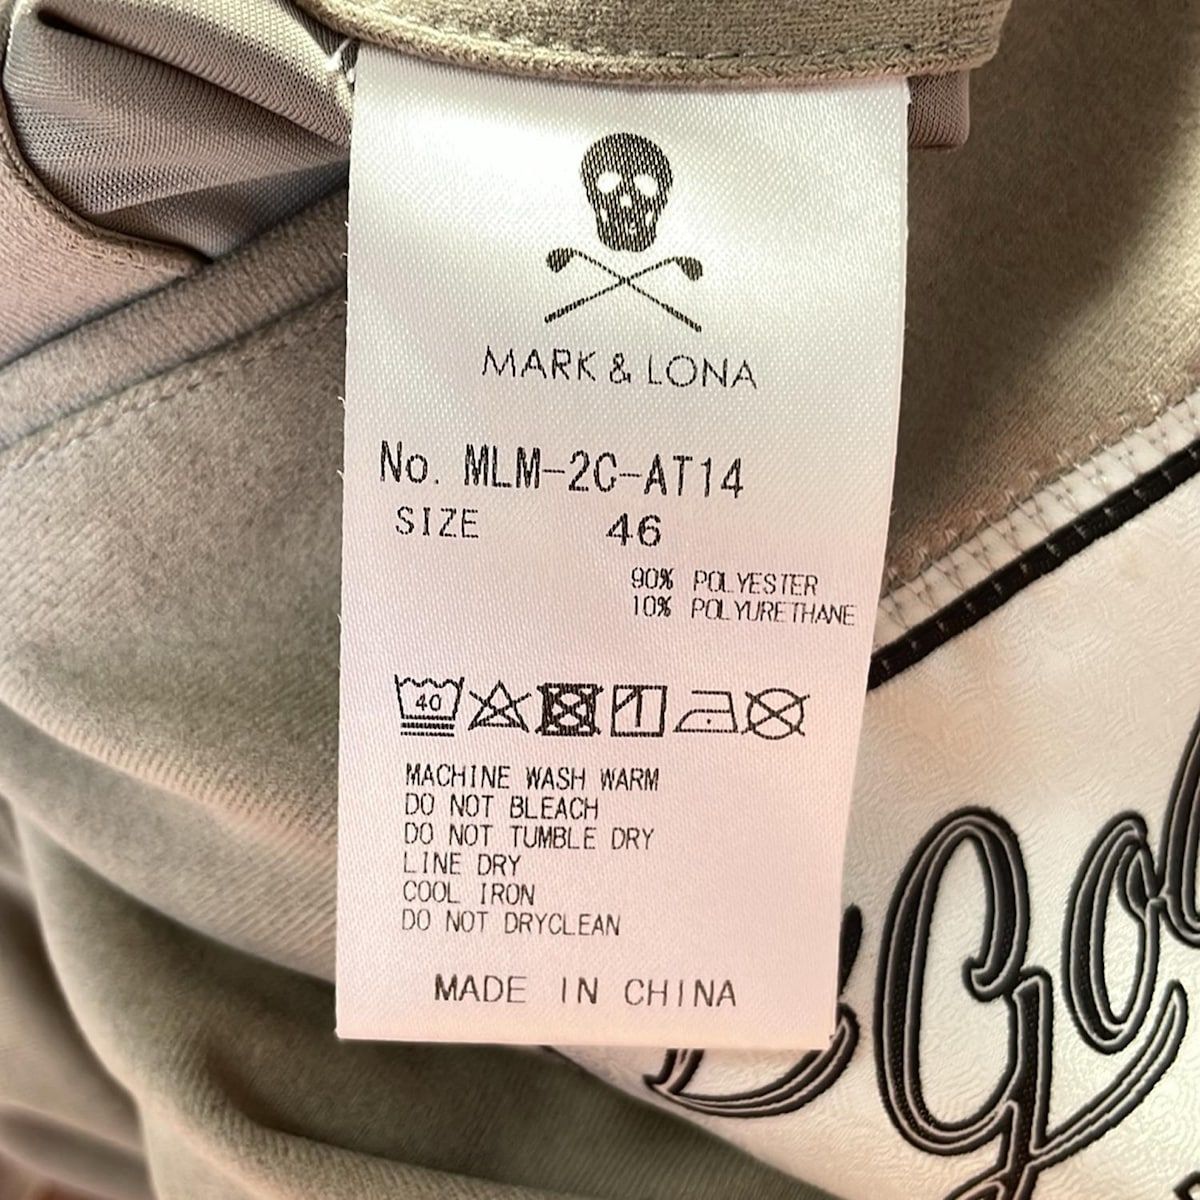 MARK & LONA
No. MLM-2C-AT14
SIZE 46
90% POLYESTER
10% POLYURETHANE
40
MACHINE WASH WARM
DO NOT BLEACH
DO NOT TUMBLE DRY
LINE DRY
COOL IRON
DO NOT DRYCLEAN
MADE IN CHINA